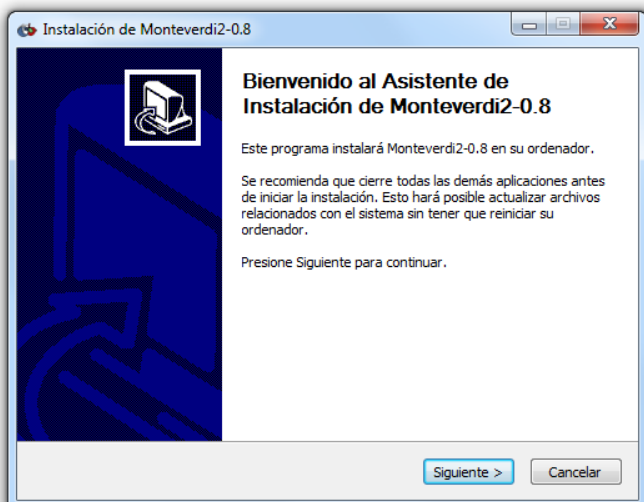 Instalación de Monteverdi2-0.8
Bienvenido al Asistente de
Instalación de Monteverdi2-0.8
Este programa instalará Monteverdi2-0.8 en su ordenador.
Se recomienda que cierre todas las demás aplicaciones antes
de iniciar la instalación. Esto hará posible actualizar archivos
relacionados con el sistema sin tener que reiniciar su
ordenador.
Presione Siguiente para continuar.
Siguiente >
Cancelar